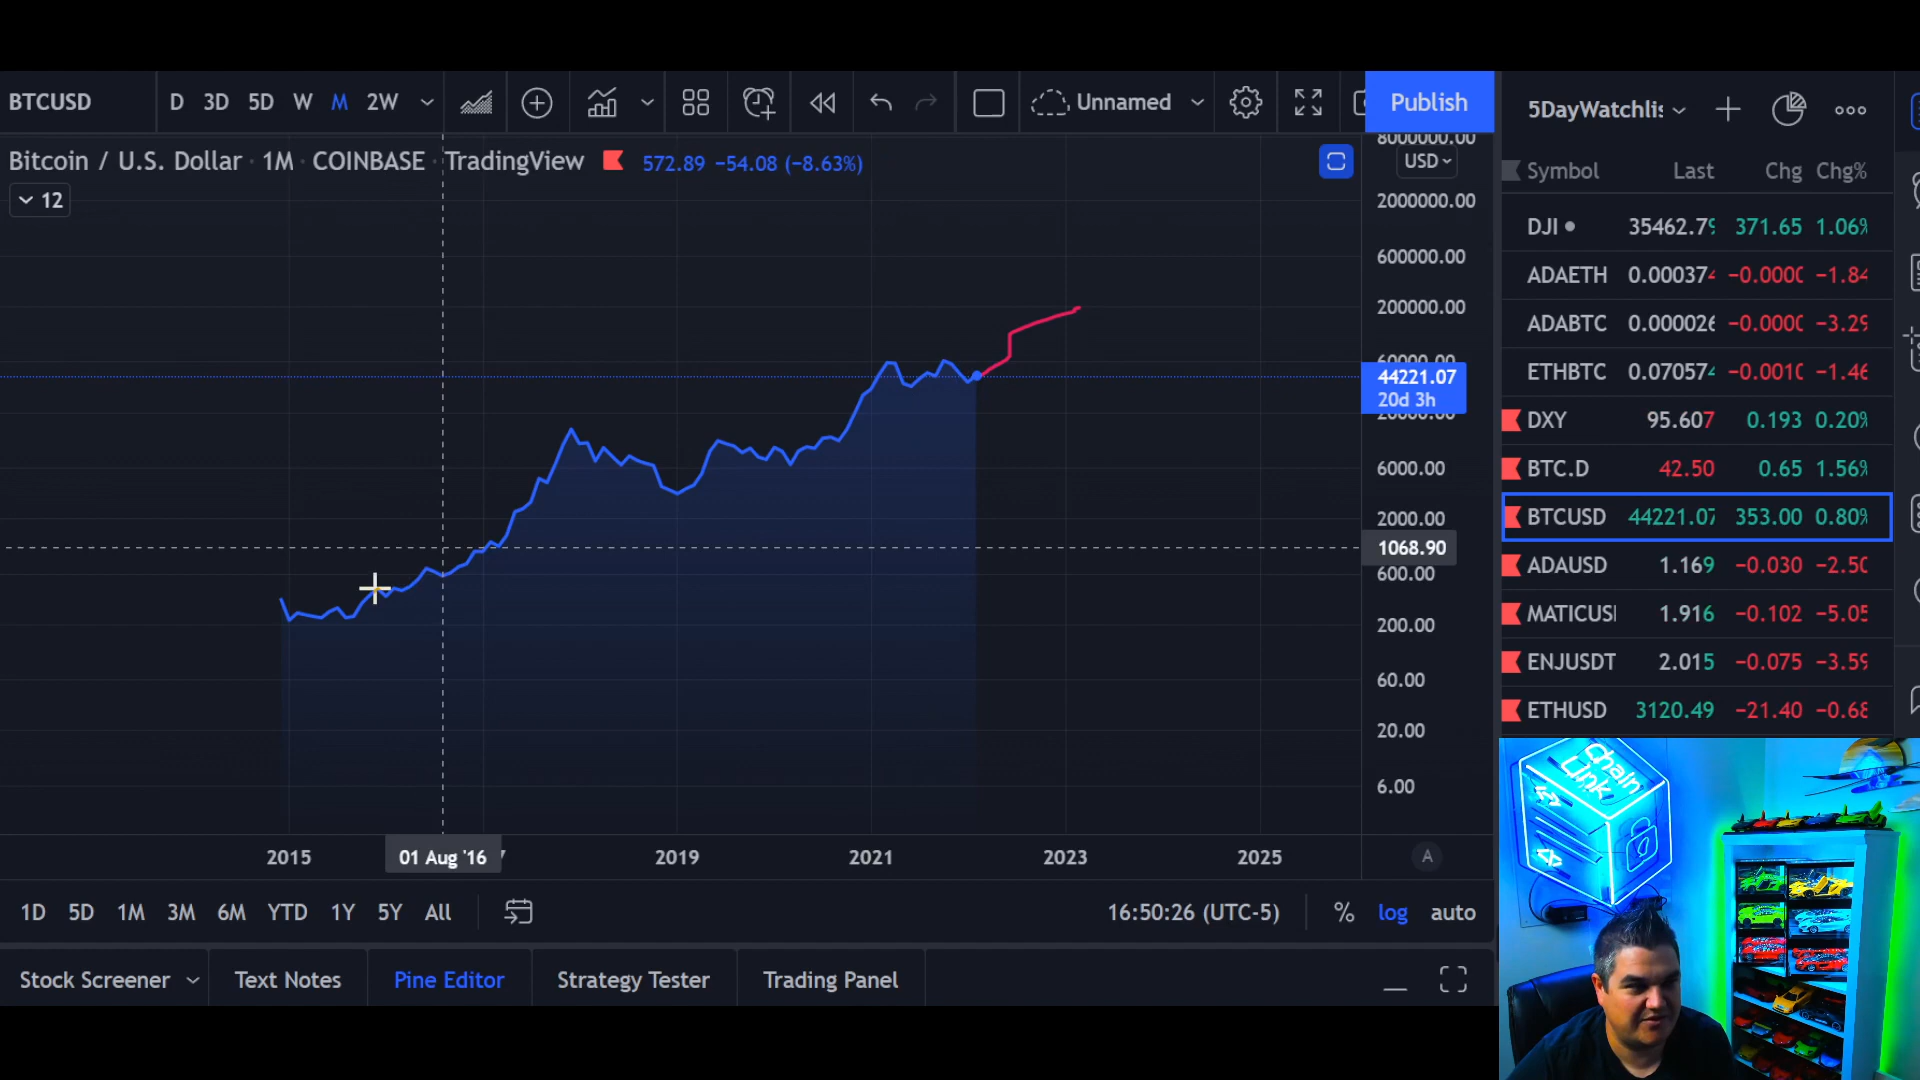 BTCUSD D 3D 5D W M 2W Unnamed Publish
Bitcoin / U.S. Dollar · 1M · COINBASE · TradingView 572.89 −54.08 (−8.63%)
12
USD
8000000.00
2000000.00
600000.00
200000.00
60000.00
44221.07
20d 3h
20000.00
6000.00
2000.00
1068.90
600.00
200.00
60.00
20.00
6.00
2015 01 Aug '16 2019 2021 2023 2025 A
1D 5D 1M 3M 6M YTD 1Y 5Y All 16:50:26 (UTC-5) % log auto
Stock Screener Text Notes Pine Editor Strategy Tester Trading Panel
5DayWatchlis
Symbol Last Chg Chg%
DJI 35462.79 371.65 1.06%
ADAETH 0.000374 −0.000 −1.84
ADABTC 0.000026 −0.000 −3.29
ETHBTC 0.070574 −0.001 −1.46
DXY 95.607 0.193 0.20%
BTC.D 42.50 0.65 1.56%
BTCUSD 44221.07 353.00 0.80%
ADAUSD 1.169 −0.030 −2.50
MATICUSI 1.916 −0.102 −5.05
ENJUSDT 2.015 −0.075 −3.59
ETHUSD 3120.49 −21.40 −0.68
Chain
Link